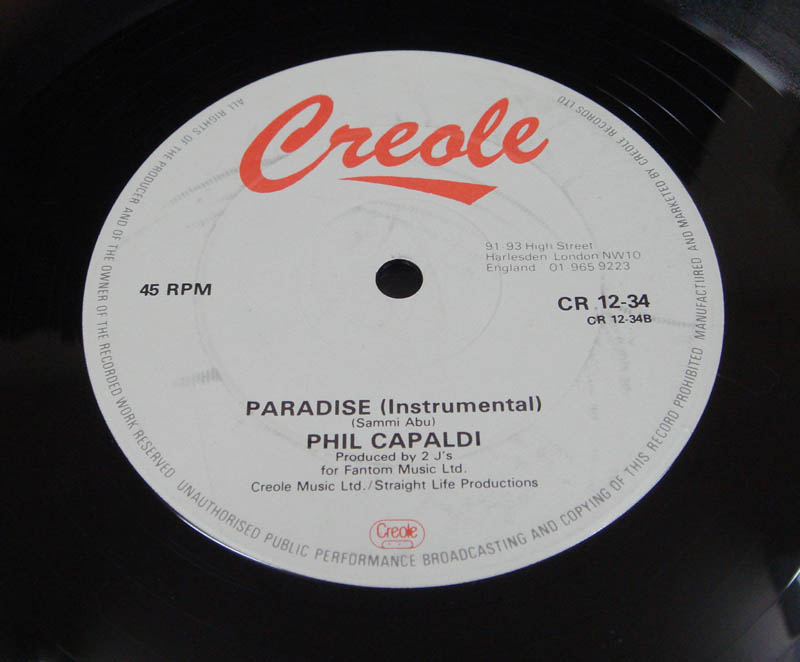 Creole
91-93 High Street
Harlesden London NW10
England 01-965 9223
45 RPM
CR 12-34
CR 12-34B
PARADISE (Instrumental)
(Sammi Abu)
PHIL CAPALDI
Produced by 2 J's
for Fantom Music Ltd.
Creole Music Ltd./Straight Life Productions
Creole
ALL RIGHTS OF THE PRODUCER AND OF THE OWNER OF THE RECORDED WORK RESERVED UNAUTHORISED PUBLIC PERFORMANCE BROADCASTING AND COPYING OF THIS RECORD PROHIBITED MANUFACTURED AND MARKETED BY CREOLE RECORDS LTD